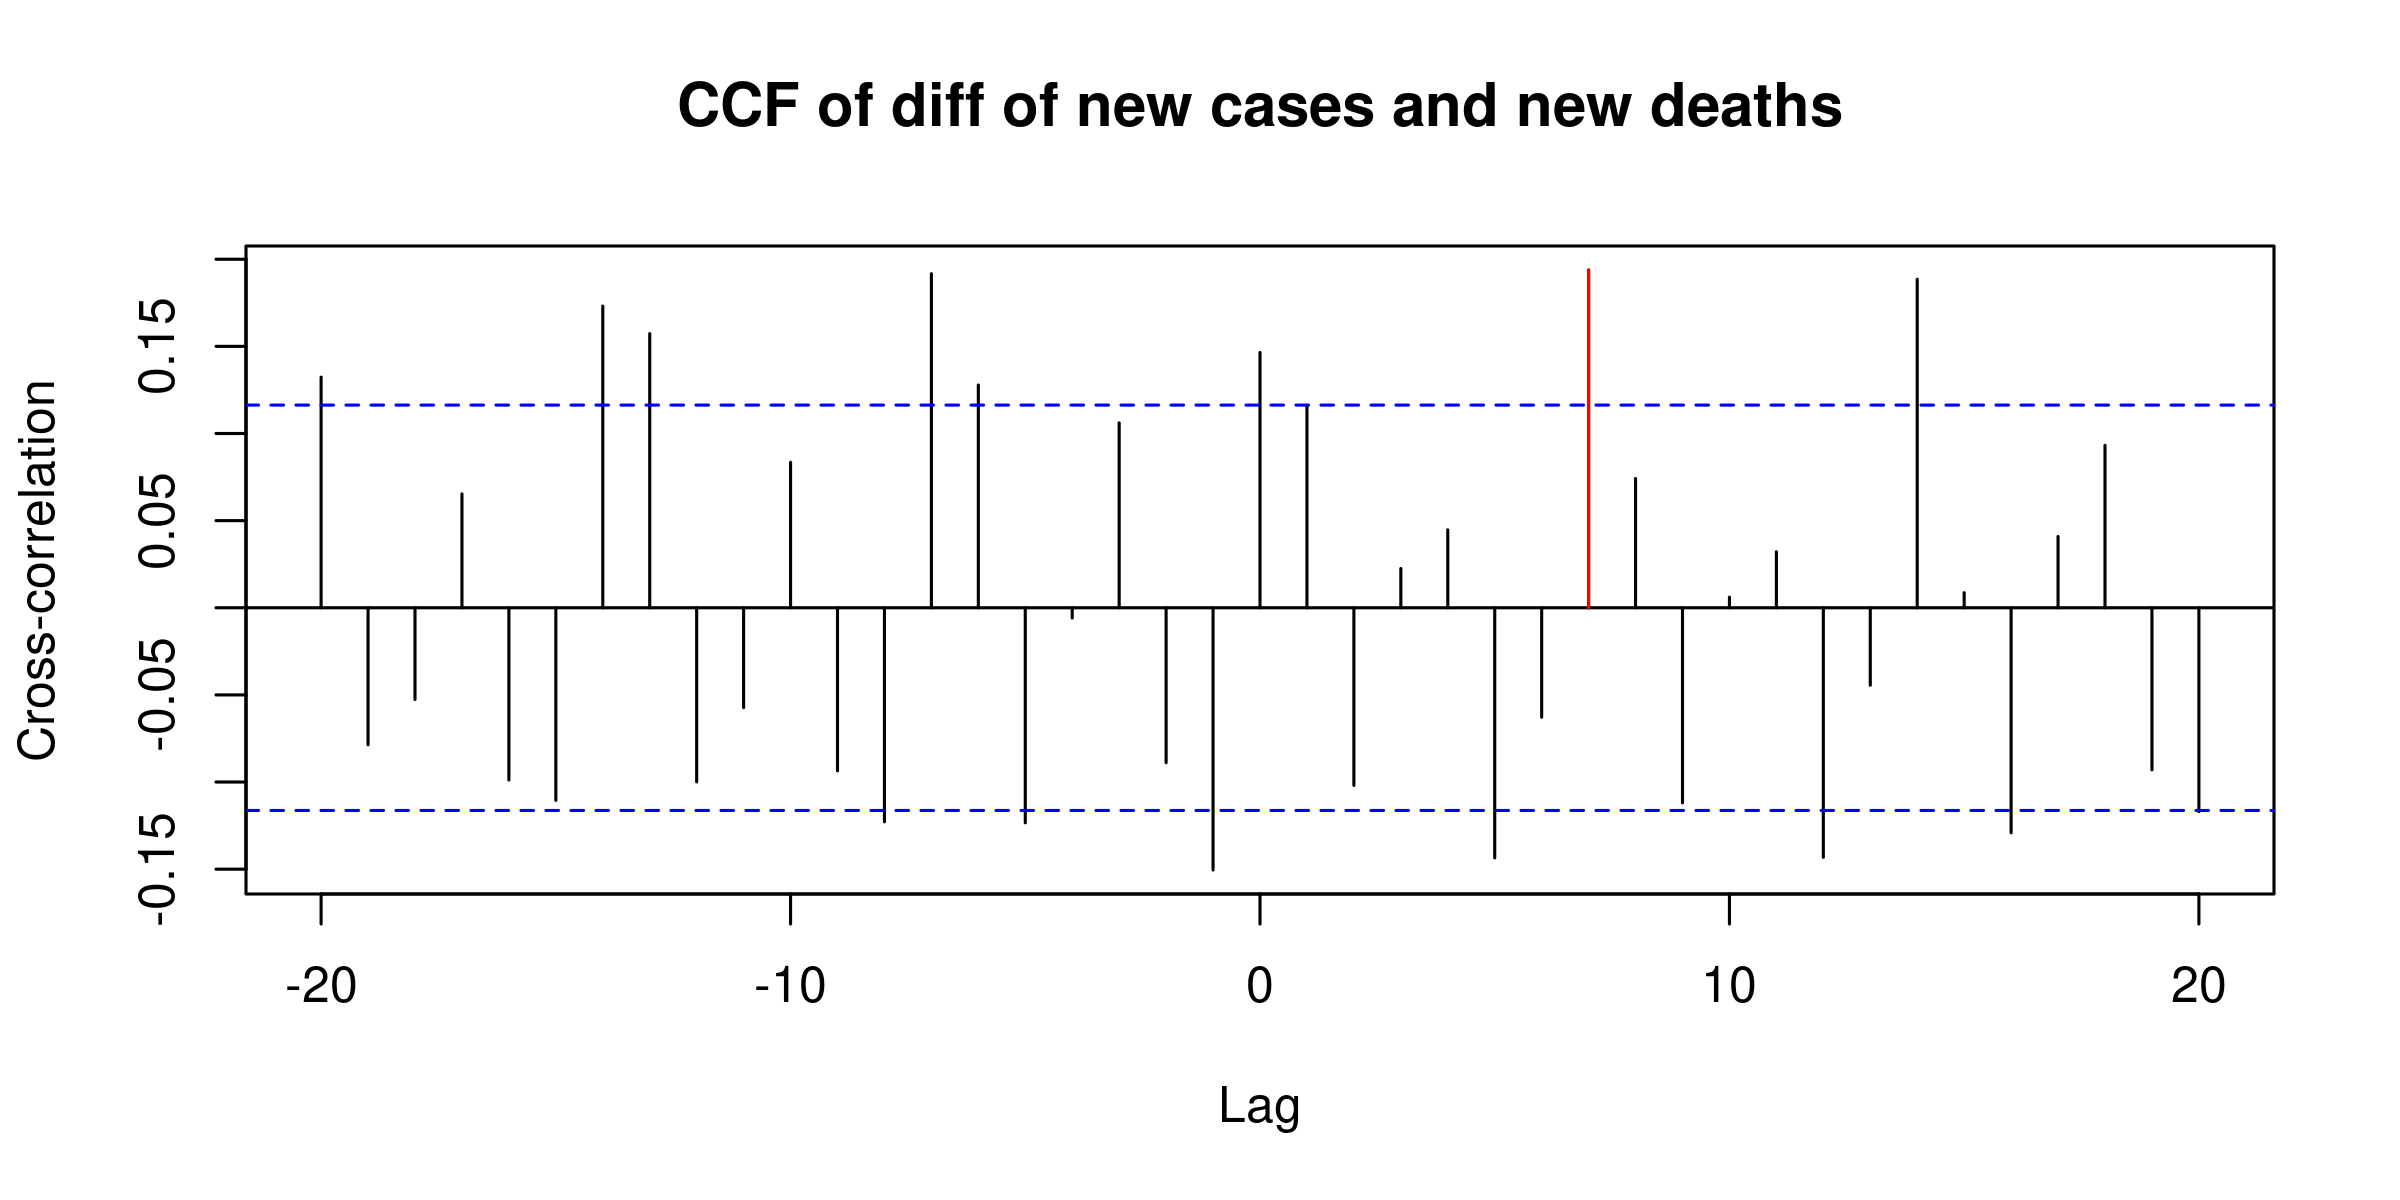 CCF of diff of new cases and new deaths
Cross-correlation
0.15
0.05
-0.05
-0.15
-20 -10 0 10 20
Lag